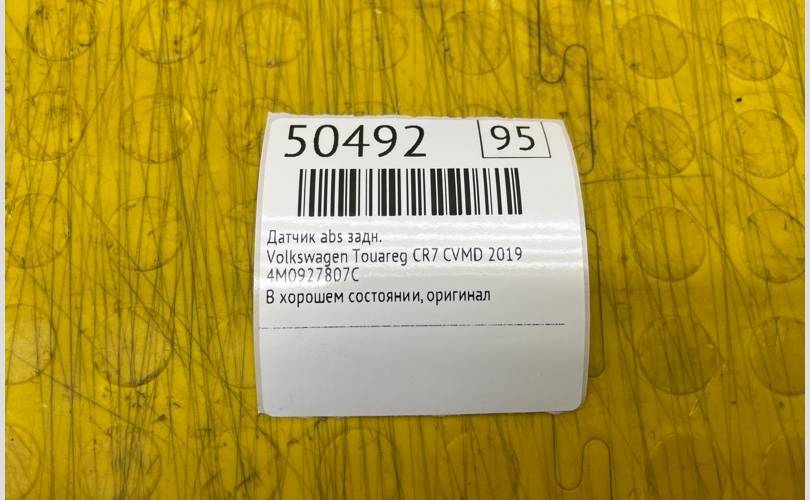 50492 95
Датчик abs задн.
Volkswagen Touareg CR7 CVMD 2019
4M0927807C
В хорошем состоянии, оригинал